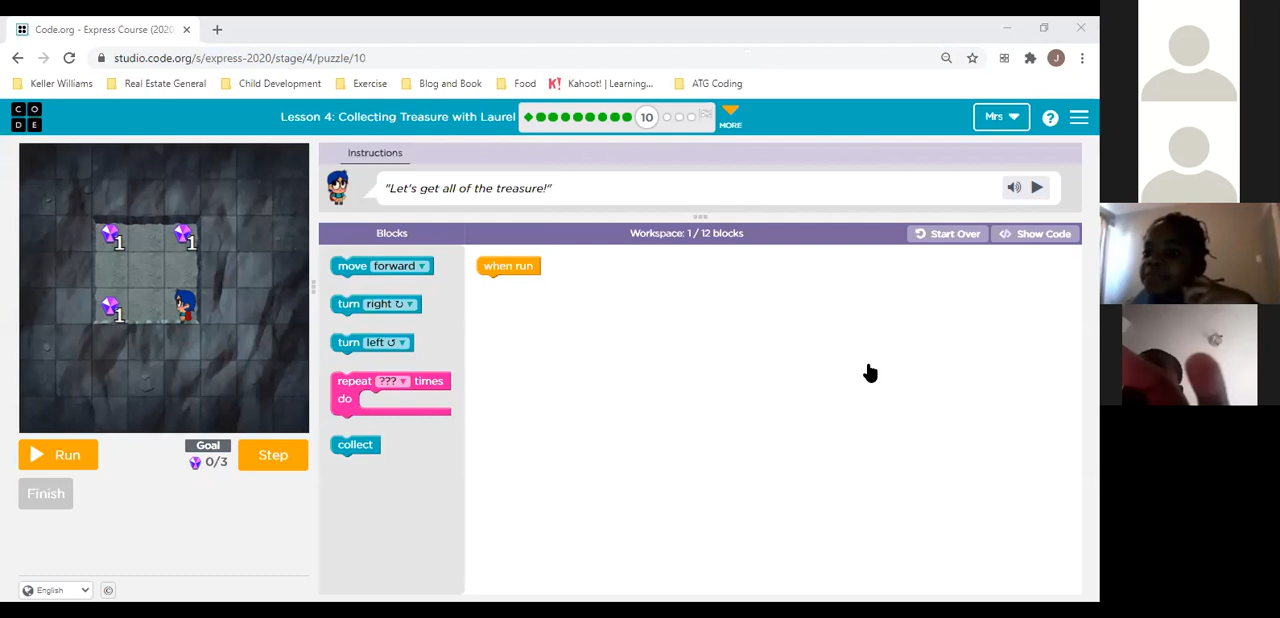 Code.org - Express Course (2020)
studio.code.org/s/express-2020/stage/4/puzzle/10
J
Keller Williams
Real Estate General
Child Development
Exercise
Blog and Book
Food
K! Kahoot! | Learning...
ATG Coding
C O
D E
Lesson 4: Collecting Treasure with Laurel
10
MORE
Mrs
?
Instructions
"Let's get all of the treasure!"
Blocks
Workspace: 1 / 12 blocks
Start Over
</> Show Code
1
1
1
move forward
turn right
turn left
repeat ??? times
do
collect
when run
Run
Goal
0/3
Step
Finish
English
©